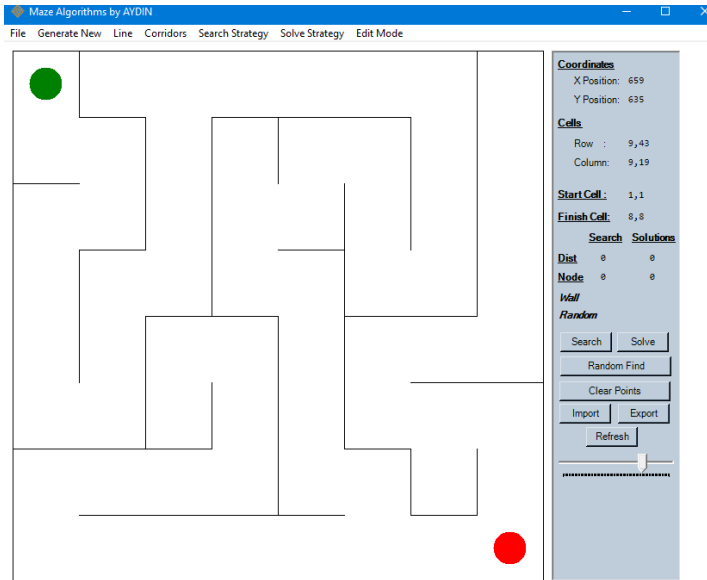 Maze Algorithms by AYDIN
File Generate New Line Corridors Search Strategy Solve Strategy Edit Mode
Coordinates
X Position: 659
Y Position: 635
Cells
Row : 9,43
Column: 9,19
Start Cell : 1,1
Finish Cell: 8,8
Search Solutions
Dist 0 0
Node 0 0
Wall
Random
Search Solve
Random Find
Clear Points
Import Export
Refresh